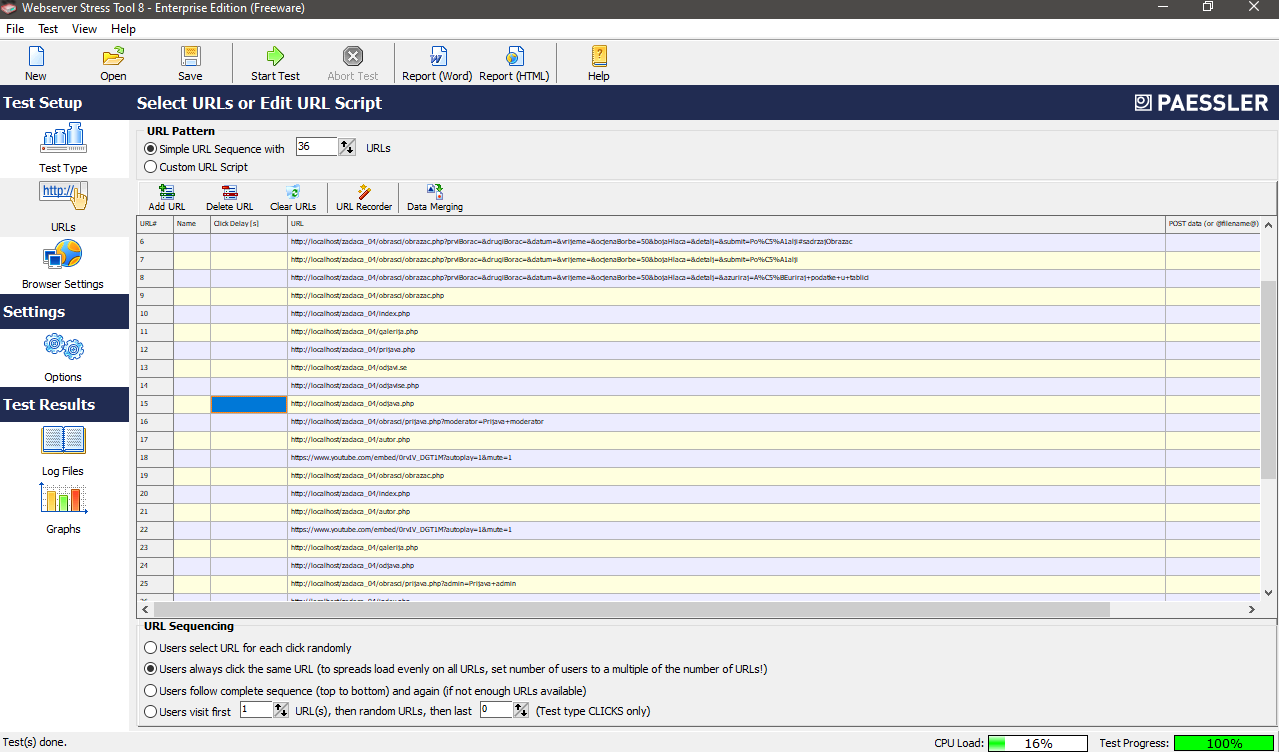 Webserver Stress Tool 8 - Enterprise Edition (Freeware)
File Test View Help
New Open Save Start Test Abort Test Report (Word) Report (HTML) Help
Test Setup
Select URLs or Edit URL Script
PAESSLER
Test Type
http://
URLs
Browser Settings
Settings
Options
Test Results
Log Files
Graphs
URL Pattern
Simple URL Sequence with 36 URLs
Custom URL Script
Add URL Delete URL Clear URLs URL Recorder Data Merging
URL# Name Click Delay [s] URL POST data (or @filename@)
6 http://localhost/zadaca_04/obrasci/obrazac.php?prviBorac=&drugiBorac=&datum=&vrijeme=&ocjenaBorbe=50&bojaHlaca=&detalj=&submit=Po%C5%A1alji#sadrzajObrazac
7 http://localhost/zadaca_04/obrasci/obrazac.php?prviBorac=&drugiBorac=&datum=&vrijeme=&ocjenaBorbe=50&bojaHlaca=&detalj=&submit=Po%C5%A1alji
8 http://localhost/zadaca_04/obrasci/obrazac.php?prviBorac=&drugiBorac=&datum=&vrijeme=&ocjenaBorbe=50&bojaHlaca=&detalj=&azuriraj=A%C5%BEuriraj+podatke+u+tablici
9 http://localhost/zadaca_04/obrasci/obrazac.php
10 http://localhost/zadaca_04/index.php
11 http://localhost/zadaca_04/galerija.php
12 http://localhost/zadaca_04/prijava.php
13 http://localhost/zadaca_04/odjavi.se
14 http://localhost/zadaca_04/odjavise.php
15 http://localhost/zadaca_04/odjava.php
16 http://localhost/zadaca_04/obrasci/prijava.php?moderator=Prijava+moderator
17 http://localhost/zadaca_04/autor.php
18 https://www.youtube.com/embed/0rvIV_DGT1M?autoplay=1&mute=1
19 http://localhost/zadaca_04/obrasci/obrazac.php
20 http://localhost/zadaca_04/index.php
21 http://localhost/zadaca_04/autor.php
22 https://www.youtube.com/embed/0rvIV_DGT1M?autoplay=1&mute=1
23 http://localhost/zadaca_04/galerija.php
24 http://localhost/zadaca_04/odjava.php
25 http://localhost/zadaca_04/obrasci/prijava.php?admin=Prijava+admin
URL Sequencing
Users select URL for each click randomly
Users always click the same URL (to spreads load evenly on all URLs, set number of users to a multiple of the number of URLs!)
Users follow complete sequence (top to bottom) and again (if not enough URLs available)
Users visit first 1 URL(s), then random URLs, then last 0 (Test type CLICKS only)
Test(s) done.
CPU Load: 16% Test Progress: 100%